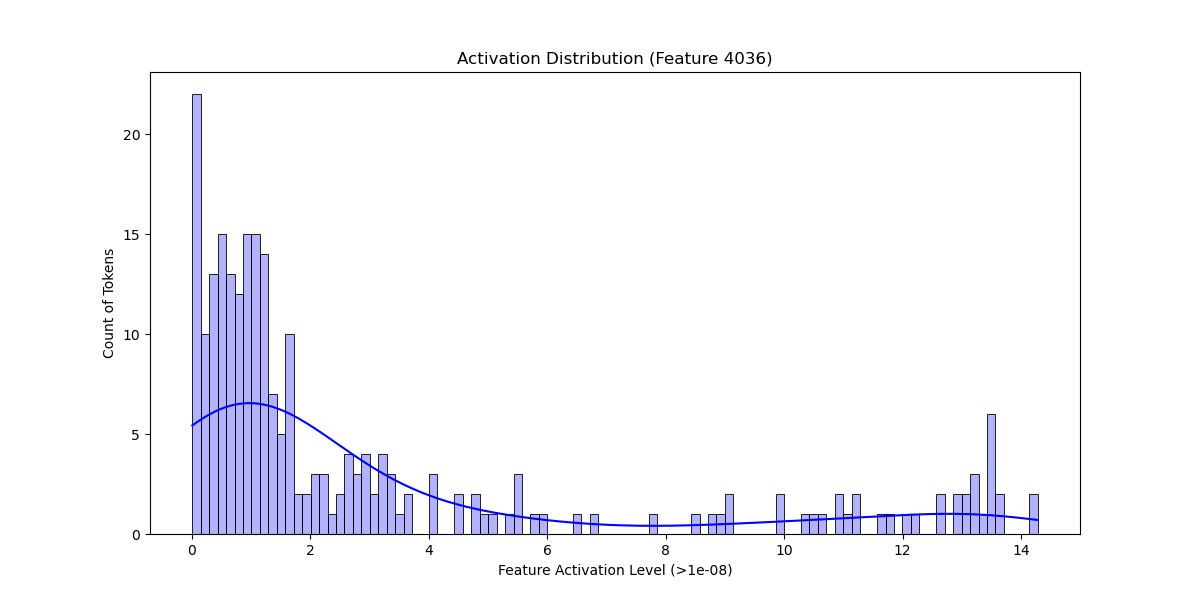 Activation Distribution (Feature 4036)
20
15
10
5
0
Count of Tokens
0 2 4 6 8 10 12 14
Feature Activation Level (>1e-08)